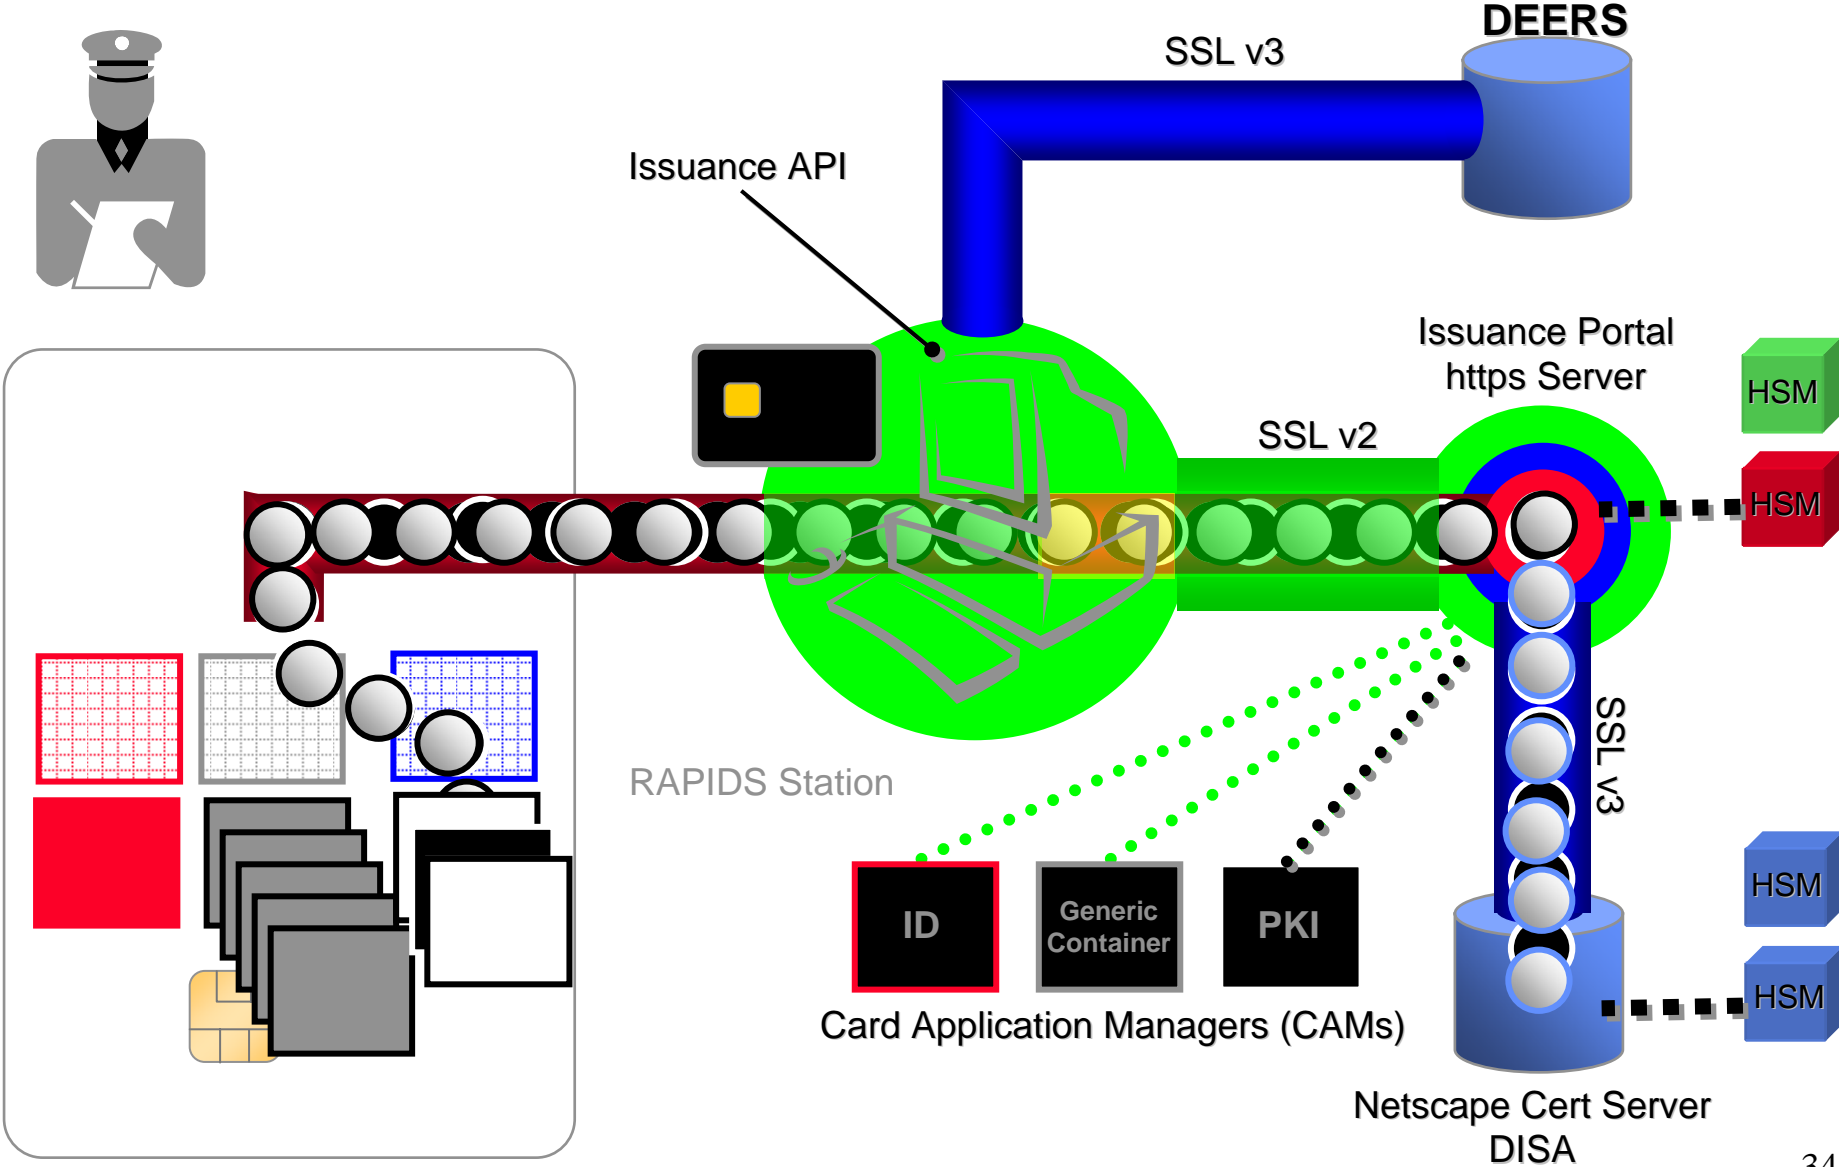 DEERS
SSL v3
Issuance API
Issuance Portal
https Server
HSM
SSL v2
HSM
SSL v3
RAPIDS Station
HSM
ID
Generic
Container
PKI
HSM
Card Application Managers (CAMs)
Netscape Cert Server
DISA
34